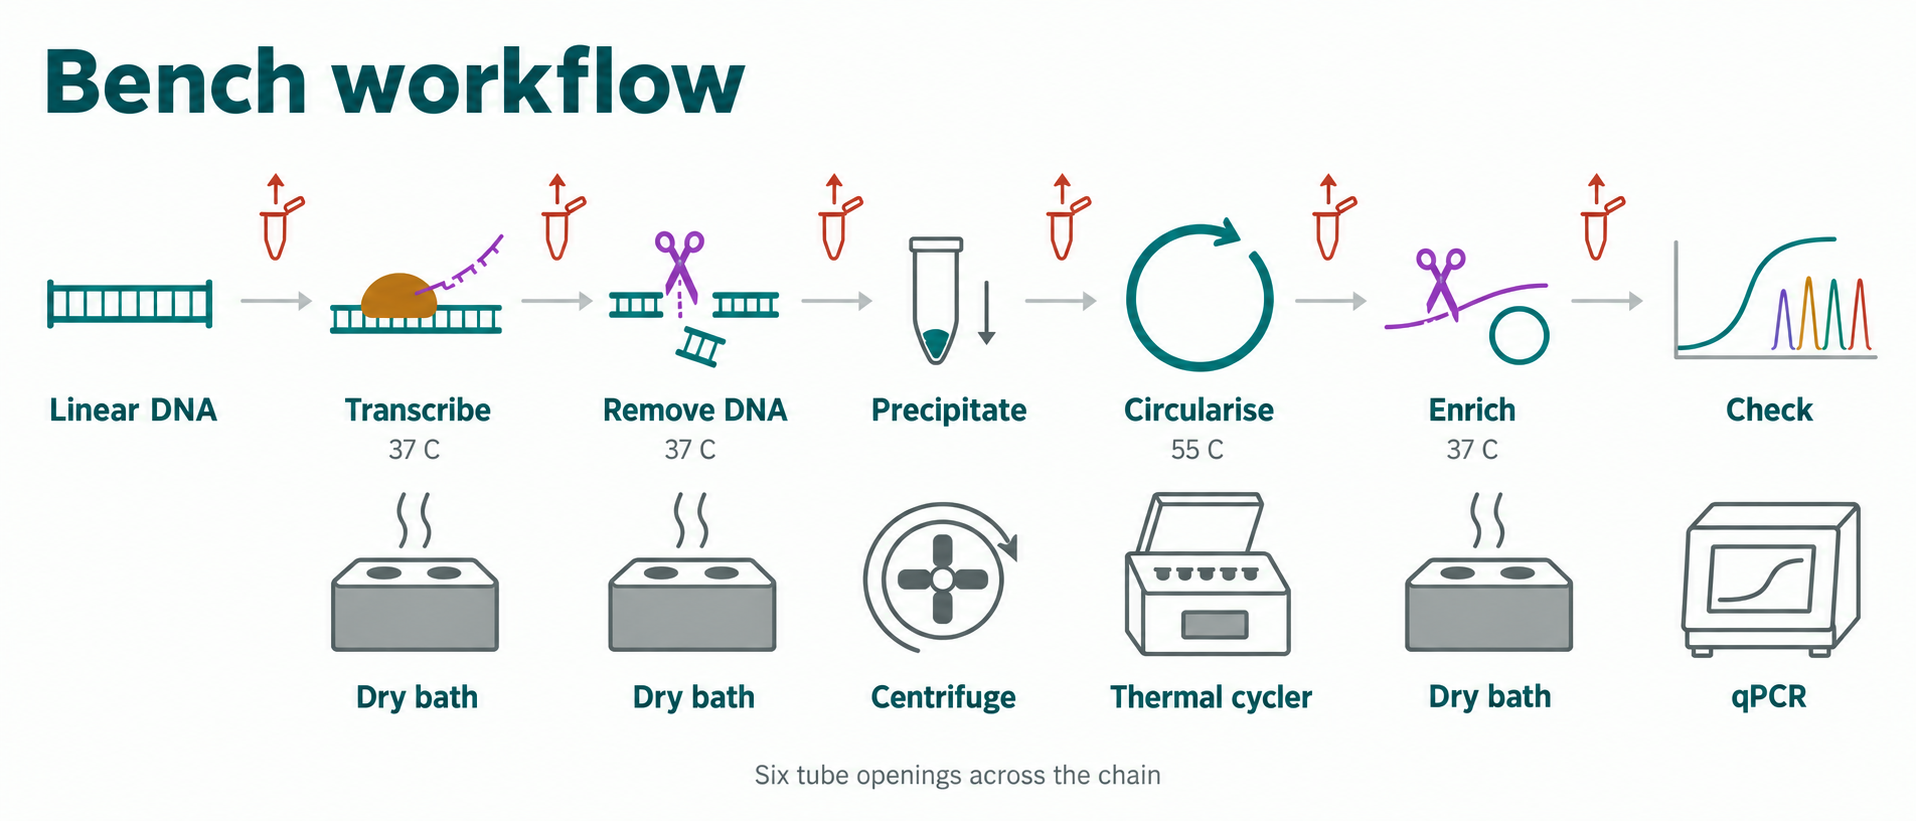 Bench workflow
Linear DNA
Transcribe
Remove DNA
Precipitate
Circularise
Enrich
Check
37 C
37 C
55 C
37 C
Dry bath
Dry bath
Centrifuge
Thermal cycler
Dry bath
qPCR
Six tube openings across the chain